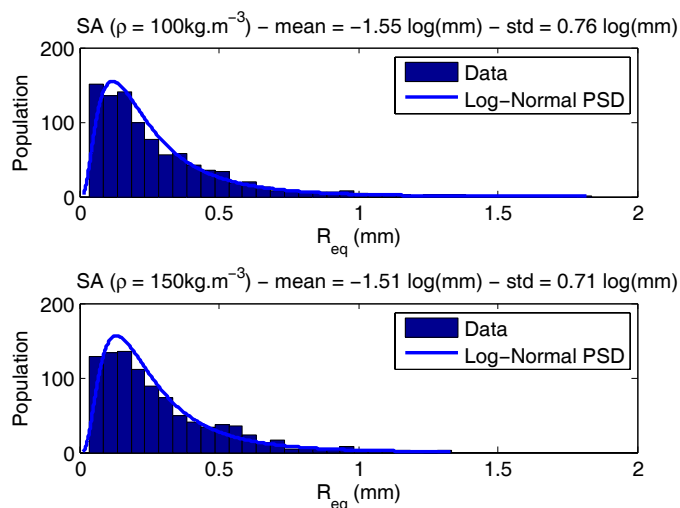 SA (ρ = 100kg.m−3) − mean = −1.55 log(mm) − std = 0.76 log(mm)
200
Data
Log−Normal PSD
Population
100
0
0 0.5 1 1.5 2
Req (mm)
SA (ρ = 150kg.m−3) − mean = −1.51 log(mm) − std = 0.71 log(mm)
200
Data
Log−Normal PSD
Population
100
0
0 0.5 1 1.5 2
Req (mm)